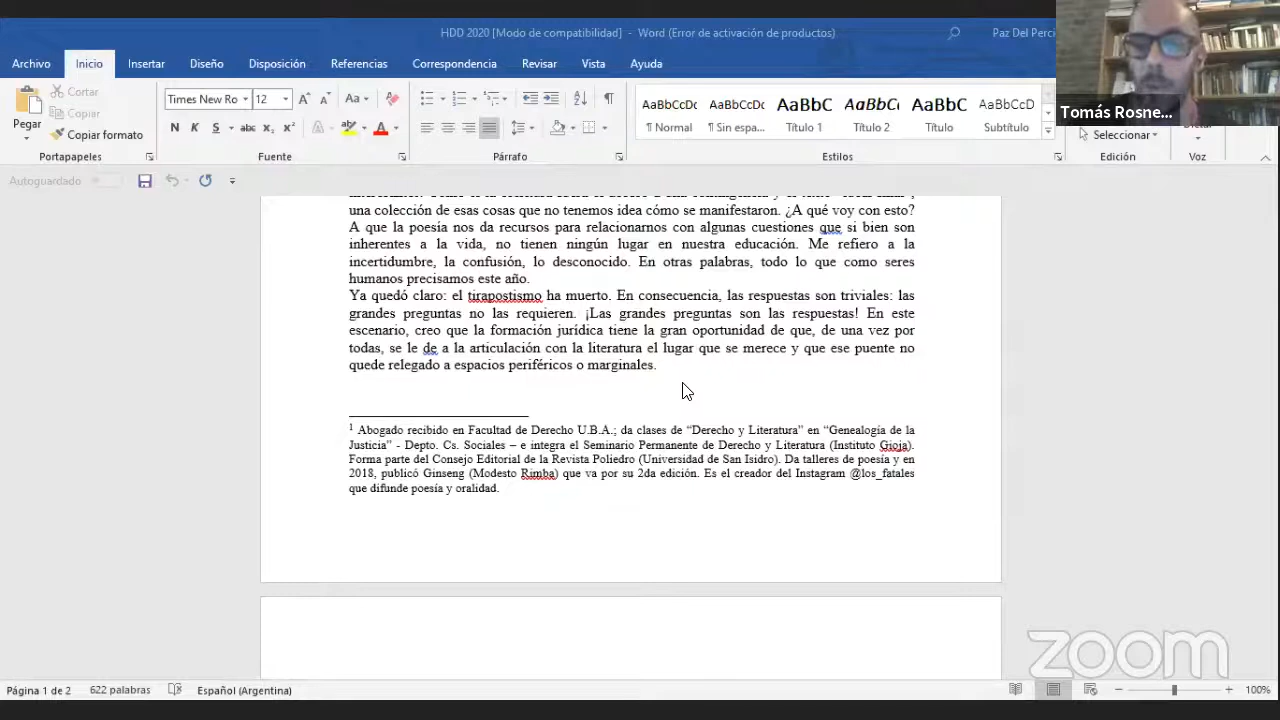 HDD 2020 [Modo de compatibilidad] - Word (Error de activación de productos)
Paz Del Perci
Archivo Inicio Insertar Diseño Disposición Referencias Correspondencia Revisar Vista Ayuda
Pegar
Cortar
Copiar
Copiar formato
Portapapeles
Times New Ro 12
Fuente
Párrafo
AaBbCcDc AaBbCcDc AaBbC AaBbCc AaBbC AaBbCcD
¶ Normal ¶ Sin espa... Título 1 Título 2 Título Subtítulo
Estilos
Seleccionar
Edición
Voz
Tomás Rosne...
Autoguardado
una colección de esas cosas que no tenemos idea cómo se manifestaron. ¿A qué voy con esto?
A que la poesía nos da recursos para relacionarnos con algunas cuestiones que si bien son
inherentes a la vida, no tienen ningún lugar en nuestra educación. Me refiero a la
incertidumbre, la confusión, lo desconocido. En otras palabras, todo lo que como seres
humanos precisamos este año.
Ya quedó claro: el tirapostismo ha muerto. En consecuencia, las respuestas son triviales: las
grandes preguntas no las requieren. ¡Las grandes preguntas son las respuestas! En este
escenario, creo que la formación jurídica tiene la gran oportunidad de que, de una vez por
todas, se le de a la articulación con la literatura el lugar que se merece y que ese puente no
quede relegado a espacios periféricos o marginales.
1 Abogado recibido en Facultad de Derecho U.B.A.; da clases de “Derecho y Literatura” en “Genealogía de la
Justicia” - Depto. Cs. Sociales – e integra el Seminario Permanente de Derecho y Literatura (Instituto Gioja).
Forma parte del Consejo Editorial de la Revista Poliedro (Universidad de San Isidro). Da talleres de poesía y en
2018, publicó Ginseng (Modesto Rimba) que va por su 2da edición. Es el creador del Instagram @los_fatales
que difunde poesía y oralidad.
zoom
Página 1 de 2 622 palabras Español (Argentina) 100%